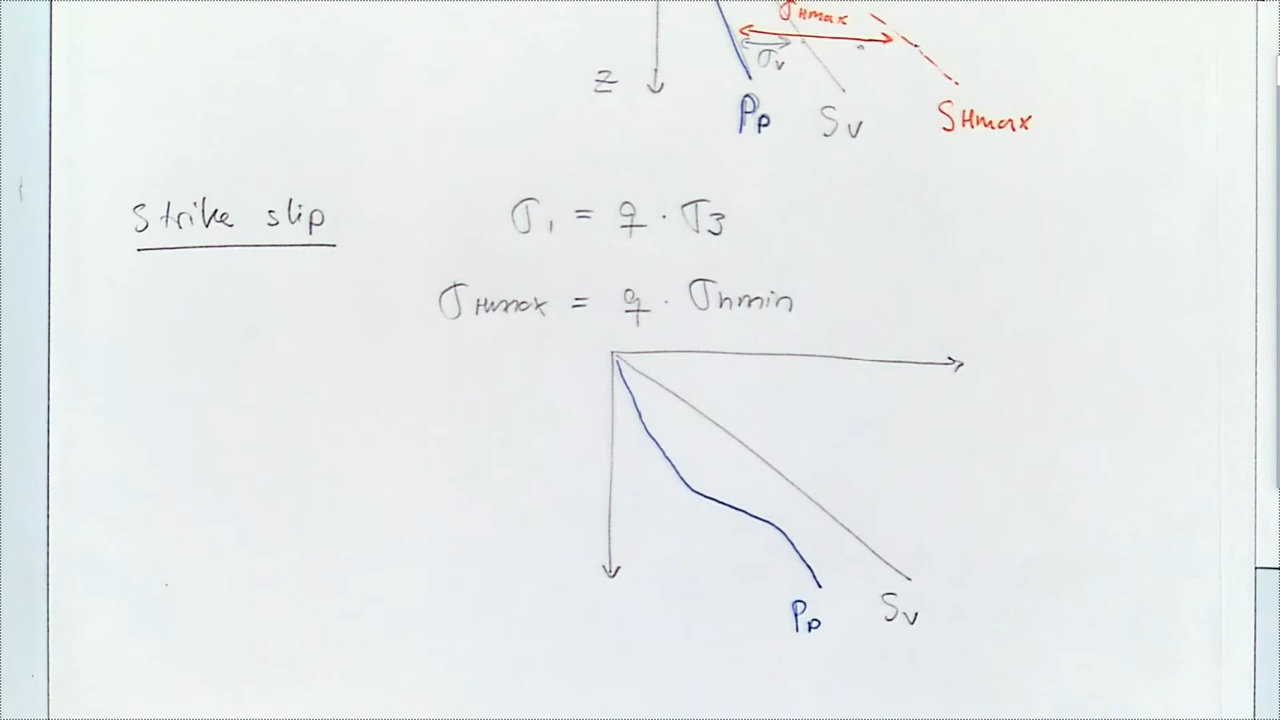 σHmax
σv
z
Pp Sv SHmax
Strike slip σ1 = q · σ3
σHmax = q · σhmin
Pp Sv